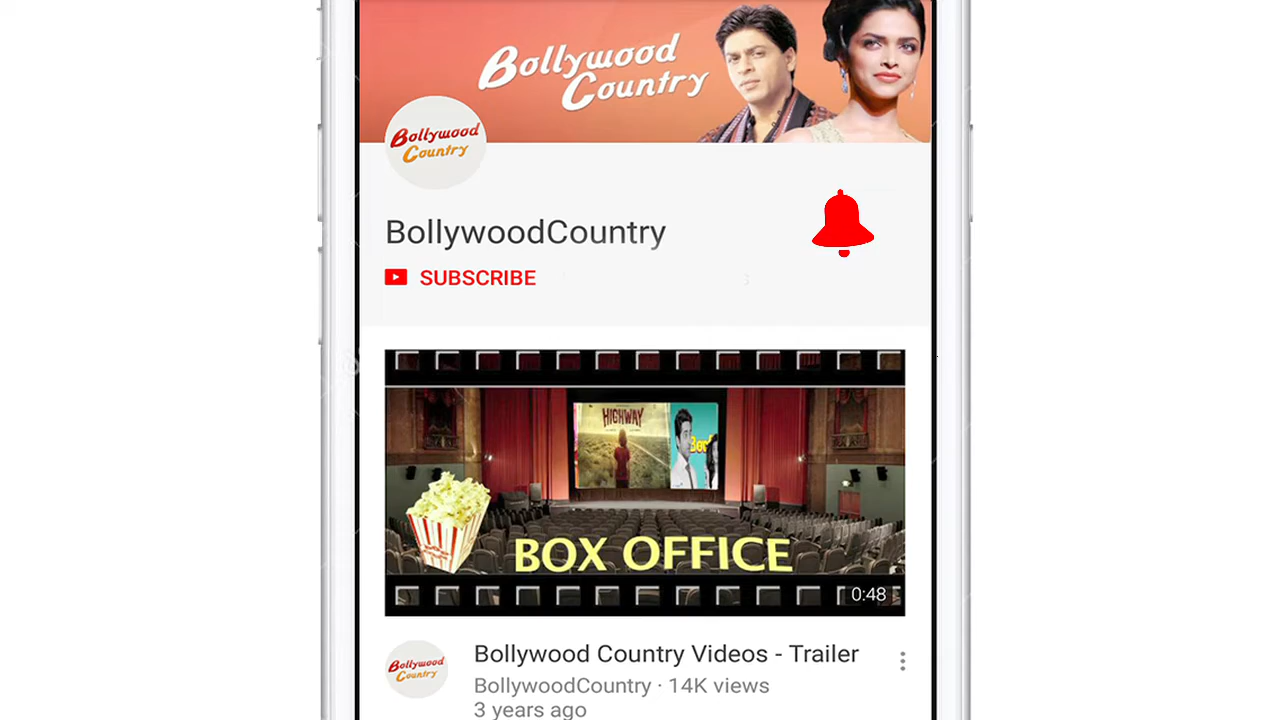 Bollywood
Country
Bollywood
Country
BollywoodCountry
SUBSCRIBE
HIGHWAY
BOX OFFICE
0:48
Bollywood
Country
Bollywood Country Videos - Trailer
BollywoodCountry · 14K views
3 years ago